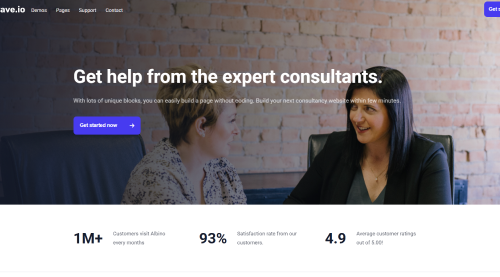 ave.io Demos Pages Support Contact Get
Get help from the expert consultants.
With lots of unique blocks, you can easily build a page without coding. Build your next consultancy website within few minutes.
Get started now →
1M+ Customers visit Albino
every months
93% Satisfaction rate from our
customers.
4.9 Average customer ratings
out of 5.00!